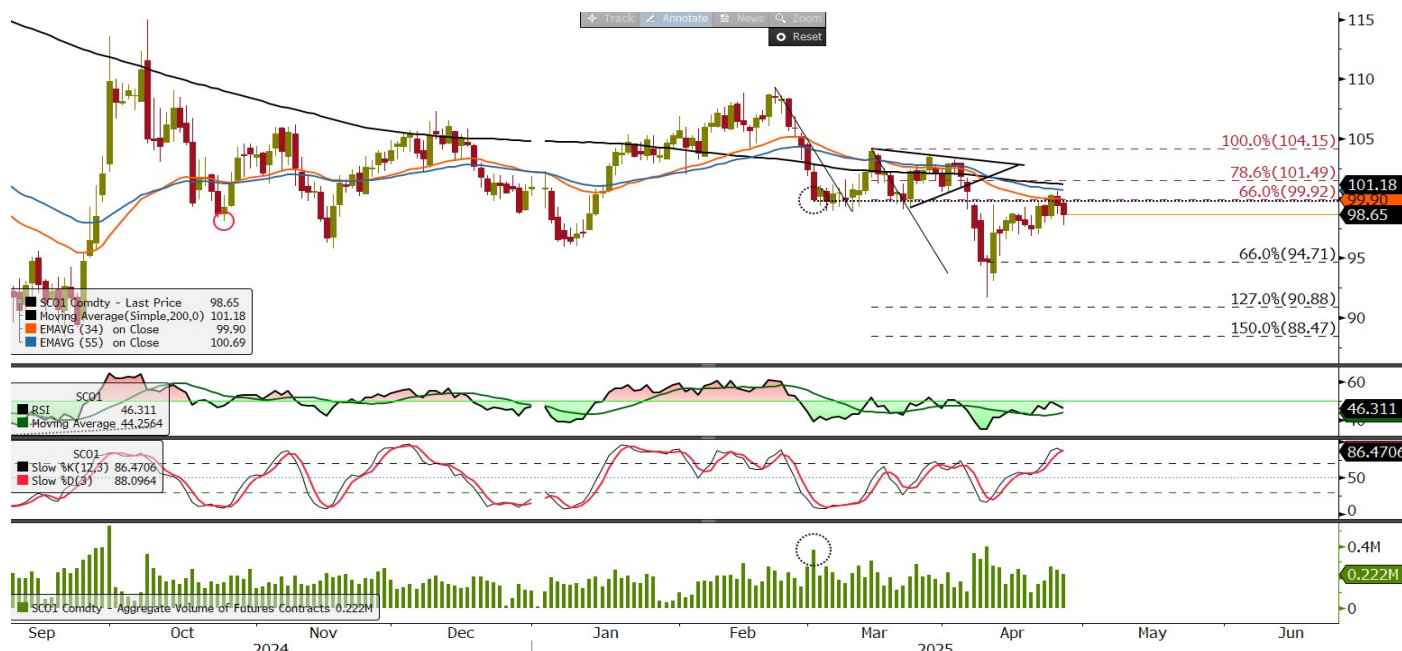 Track Annotate News Zoom
Reset
115
110
105
100.0%(104.15)
78.6%(101.49)
101.18
66.0%(99.92)
99.90
98.65
95
66.0%(94.71)
127.0%(90.88)
90
150.0%(88.47)
SCO1 Comdty - Last Price 98.65
Moving Average(Simple,200,0) 101.18
EMAVG (34) on Close 99.90
EMAVG (55) on Close 100.69
SCO1
RSI 46.311
Moving Average 44.2564
60
46.311
SCO1
Slow %K(12,3) 86.4706
Slow %D(3) 88.0964
86.4706
50
0
0.4M
0.222M
0
SCO1 Comdty - Aggregate Volume of Futures Contracts 0.222M
Sep Oct Nov Dec Jan Feb Mar Apr May Jun
2024 2025